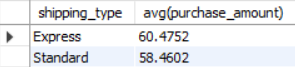 shipping_type avg(purchase_amount)
Express 60.4752
Standard 58.4602